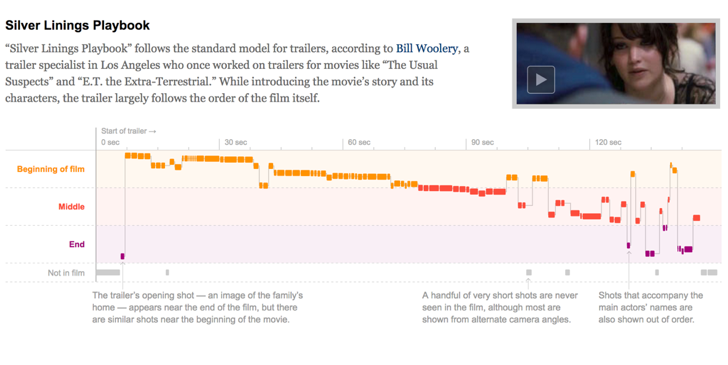 Silver Linings Playbook
“Silver Linings Playbook” follows the standard model for trailers, according to Bill Woolery, a
trailer specialist in Los Angeles who once worked on trailers for movies like “The Usual
Suspects” and “E.T. the Extra-Terrestrial.” While introducing the movie’s story and its
characters, the trailer largely follows the order of the film itself.
Start of trailer →
0 sec 30 sec 60 sec 90 sec 120 sec
Beginning of film
Middle
End
Not in film
The trailer’s opening shot — an image of the family’s
home — appears near the end of the film, but there
are similar shots near the beginning of the movie.
A handful of very short shots are never
seen in the film, although most are
shown from alternate camera angles.
Shots that accompany the
main actors’ names are
also shown out of order.